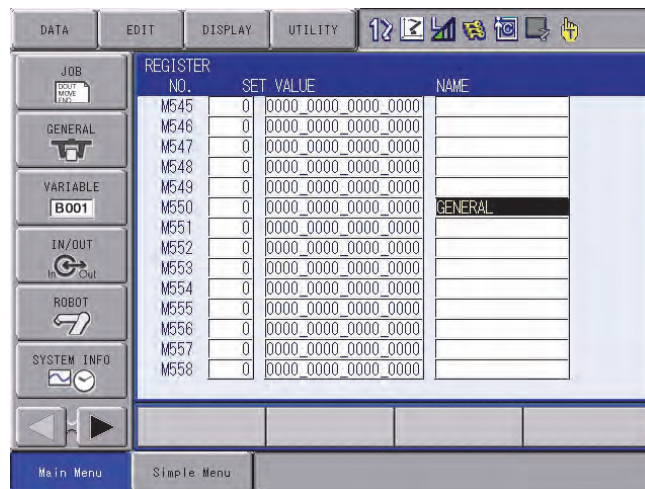 DATA EDIT DISPLAY UTILITY
JOB
DOUT
MOVE
END
GENERAL
VARIABLE
B001
IN/OUT
In Out
ROBOT
SYSTEM INFO
REGISTER
NO. SET VALUE NAME
M545 0 0000_0000_0000_0000
M546 0 0000_0000_0000_0000
M547 0 0000_0000_0000_0000
M548 0 0000_0000_0000_0000
M549 0 0000_0000_0000_0000
M550 0 0000_0000_0000_0000 GENERAL
M551 0 0000_0000_0000_0000
M552 0 0000_0000_0000_0000
M553 0 0000_0000_0000_0000
M554 0 0000_0000_0000_0000
M555 0 0000_0000_0000_0000
M556 0 0000_0000_0000_0000
M557 0 0000_0000_0000_0000
M558 0 0000_0000_0000_0000
Main Menu Simple Menu